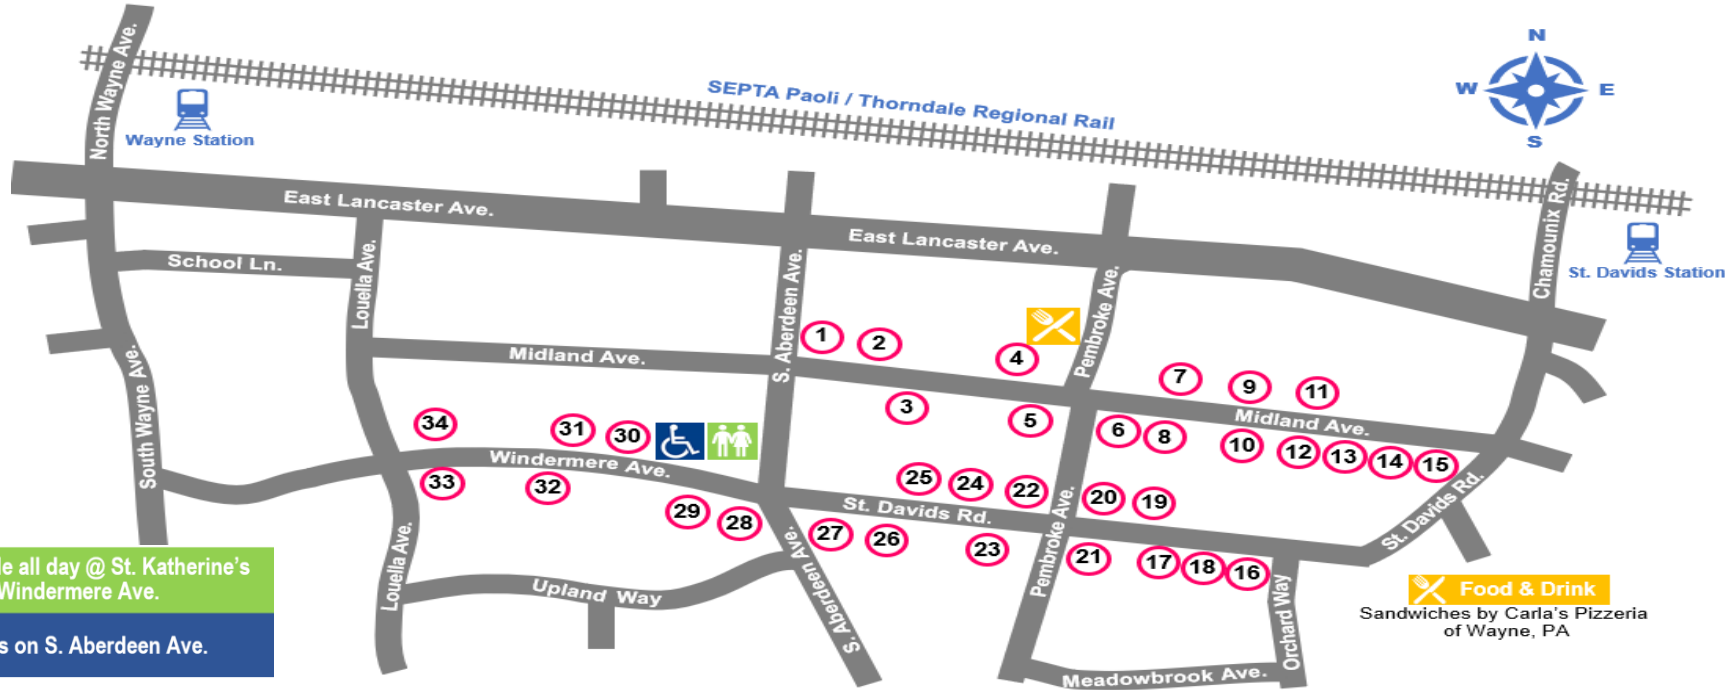 N
W
E
S
North Wayne Ave.
SEPTA Paoli / Thorndale Regional Rail
Wayne Station
East Lancaster Ave.
East Lancaster Ave.
Chamounix Rd.
St. Davids Station
School Ln.
Louella Ave.
S. Aberdeen Ave.
Pembroke Ave.
1
2
4
Midland Ave.
3
5
7
9
11
Midland Ave.
6
8
10
12
13
14
15
South Wayne Ave.
34
31
30
Windermere Ave.
33
32
29
28
25
24
22
20
19
St. Davids Rd.
St. Davids Rd.
27
26
23
21
17
18
16
Pembroke Ave.
Louella Ave.
Upland Way
S. Aberdeen Ave.
Orchard Way
Meadowbrook Ave.
all day @ St. Katherine's
Windermere Ave.
on S. Aberdeen Ave.
Food & Drink
Sandwiches by Carla's Pizzeria
of Wayne, PA